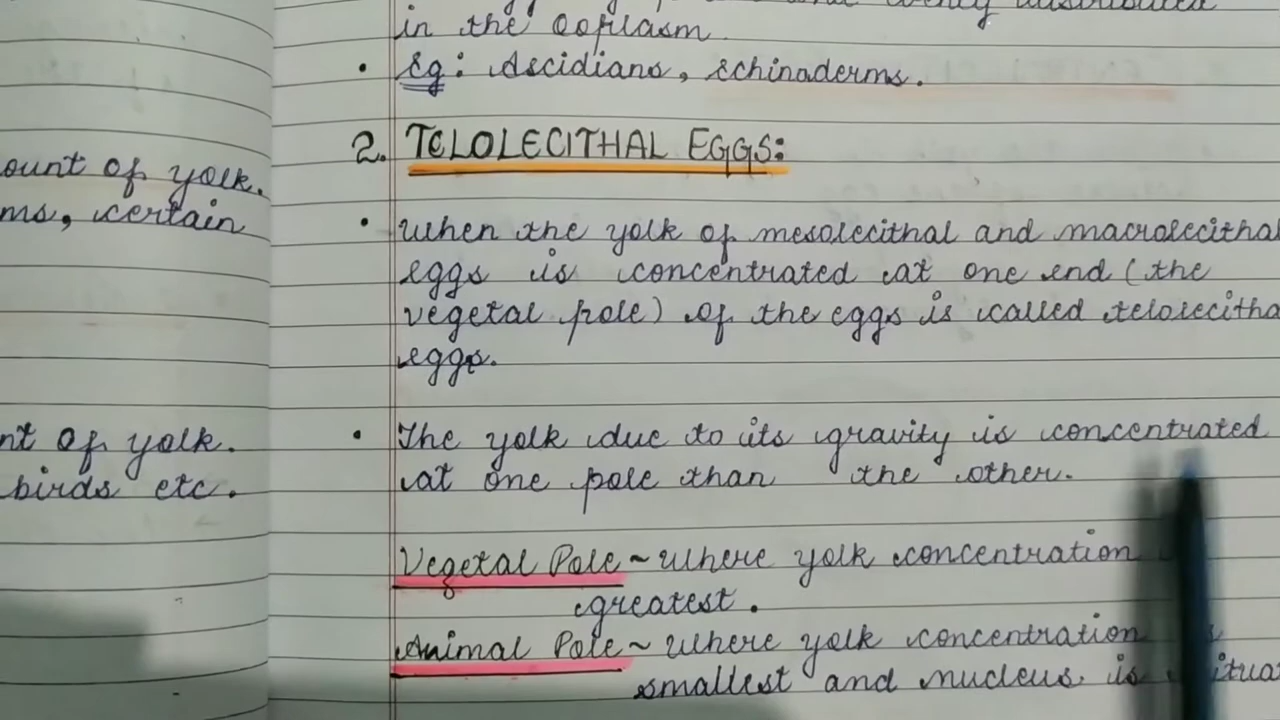 ount of yolk.
ms, certain
nt of yolk.
birds etc.
in the ooplasm
• Eg: Ascidians, Echinoderms.
2. TELOLECITHAL EGGS:
• When the yolk of mesolecithal and macrolecithal
eggs is concentrated at one end (the
vegetal pole) of the eggs is called telolecitha
eggs.
• The yolk due to its gravity is concentrated
at one pole than the other.
Vegetal Pole ~ where yolk concentration
greatest.
Animal Pole ~ where yolk concentration
smallest and nucleus is situa